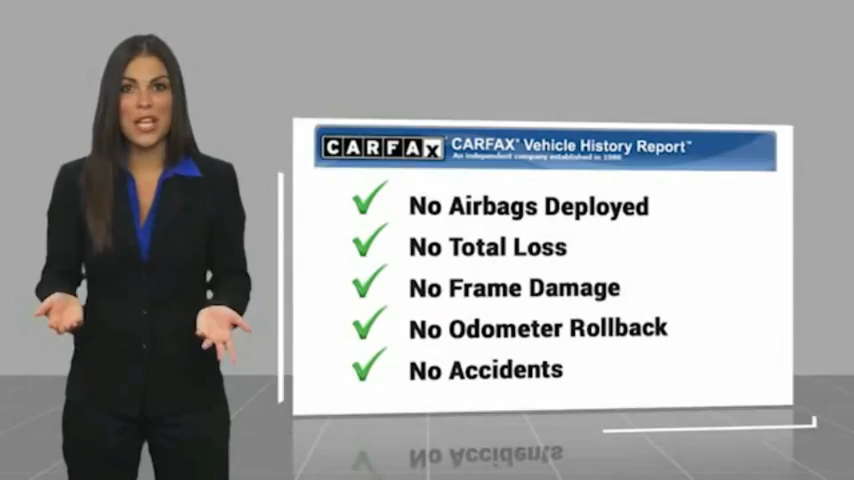 CARFAX CARFAX® Vehicle History Report™
An independent company established in 1986
No Airbags Deployed
No Total Loss
No Frame Damage
No Odometer Rollback
No Accidents
No Accidents